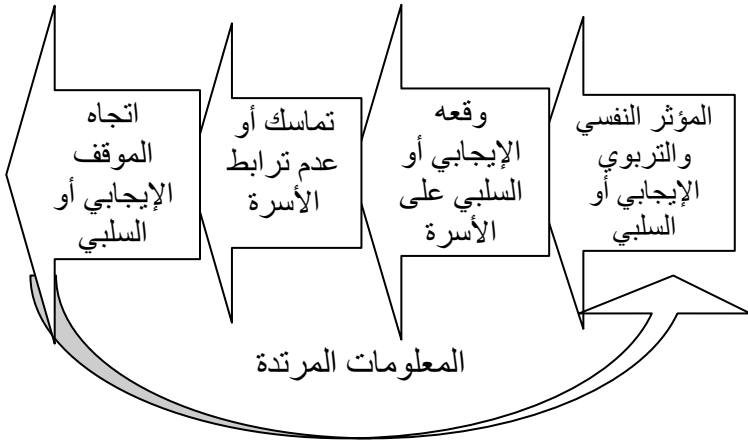 المؤثر النفسي
والتربوي
الإيجابي أو
السلبي
وقعه
الإيجابي أو
السلبي على
الأسرة
تماسك أو
عدم ترابط
الأسرة
اتجاه
الموقف
الإيجابي أو
السلبي
المعلومات المرتدة